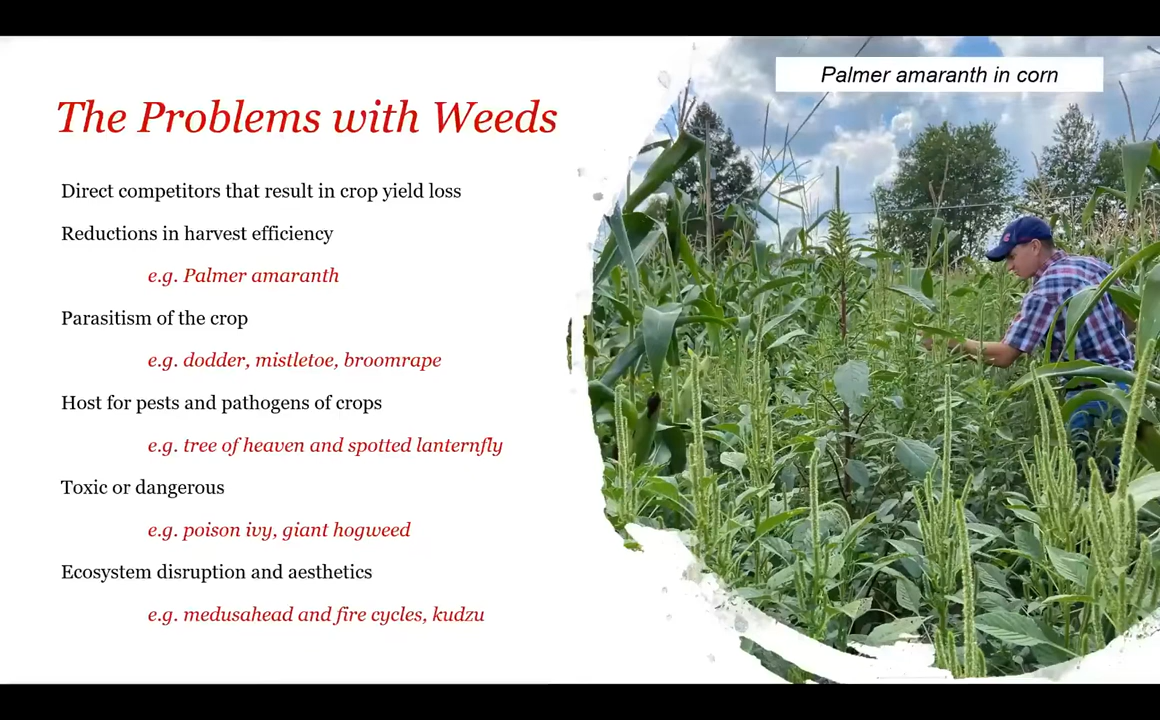 Palmer amaranth in corn
The Problems with Weeds
Direct competitors that result in crop yield loss
Reductions in harvest efficiency
e.g. Palmer amaranth
Parasitism of the crop
e.g. dodder, mistletoe, broomrape
Host for pests and pathogens of crops
e.g. tree of heaven and spotted lanternfly
Toxic or dangerous
e.g. poison ivy, giant hogweed
Ecosystem disruption and aesthetics
e.g. medusahead and fire cycles, kudzu